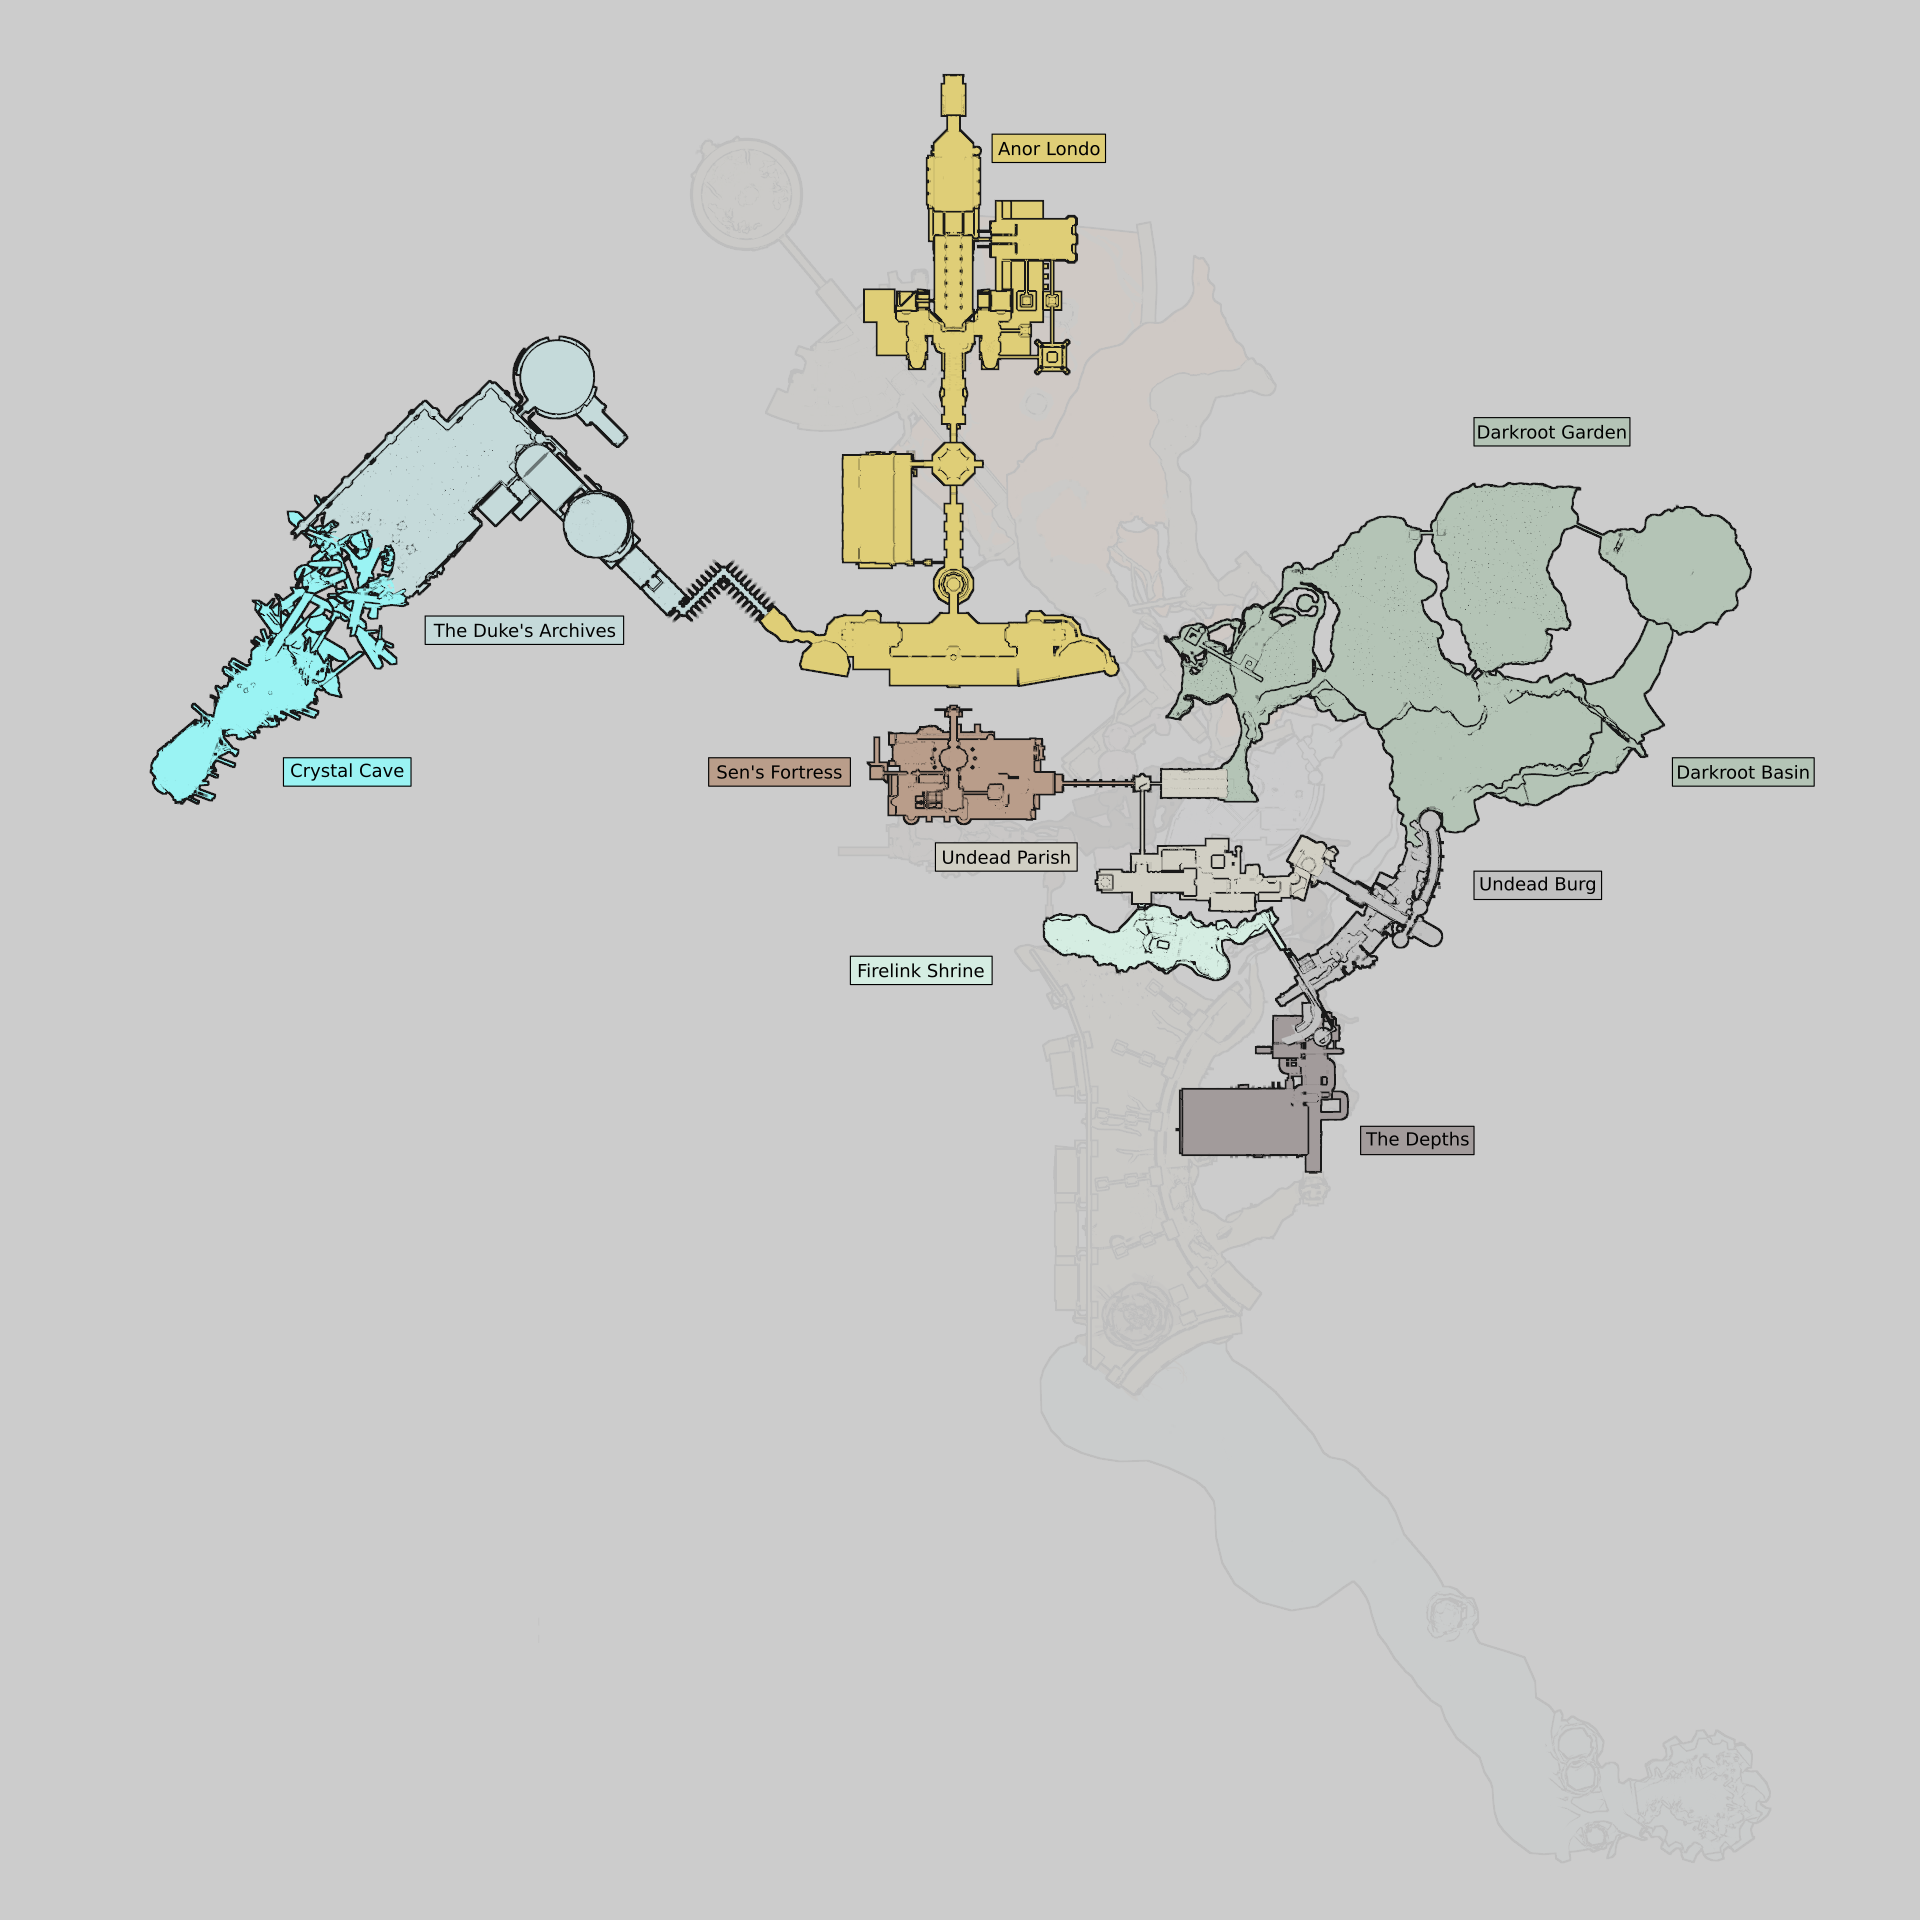 Anor Londo
Darkroot Garden
The Duke's Archives
Crystal Cave
Sen's Fortress
Darkroot Basin
Undead Parish
Undead Burg
Firelink Shrine
The Depths